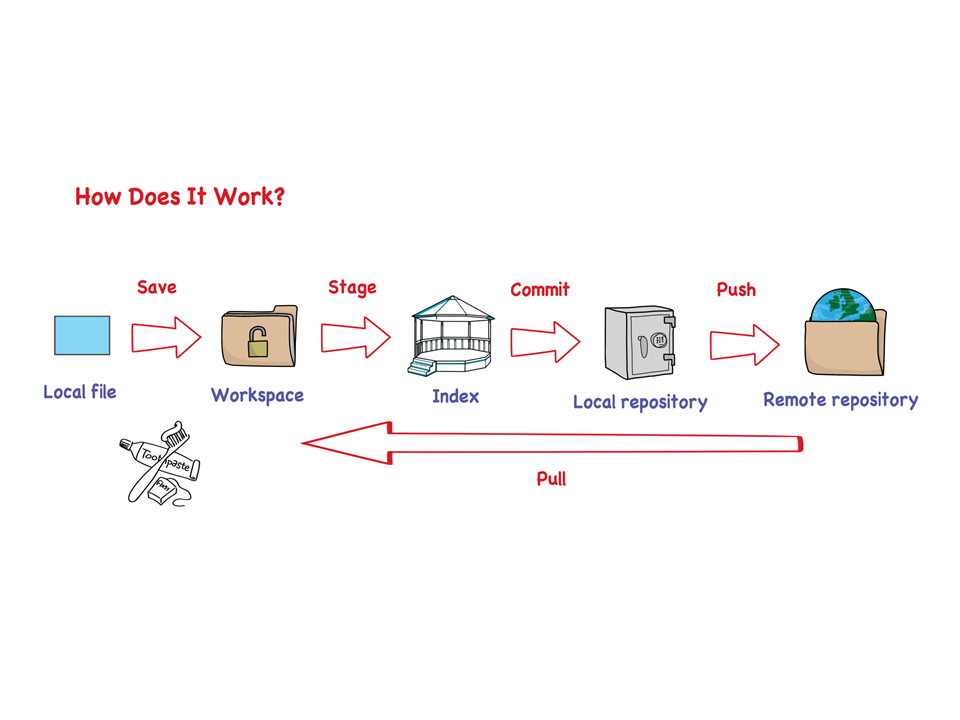 How Does It Work?
Save
Stage
Commit
Push
Local file
Workspace
Index
Local repository
Remote repository
Toothpaste
Floss
Pull